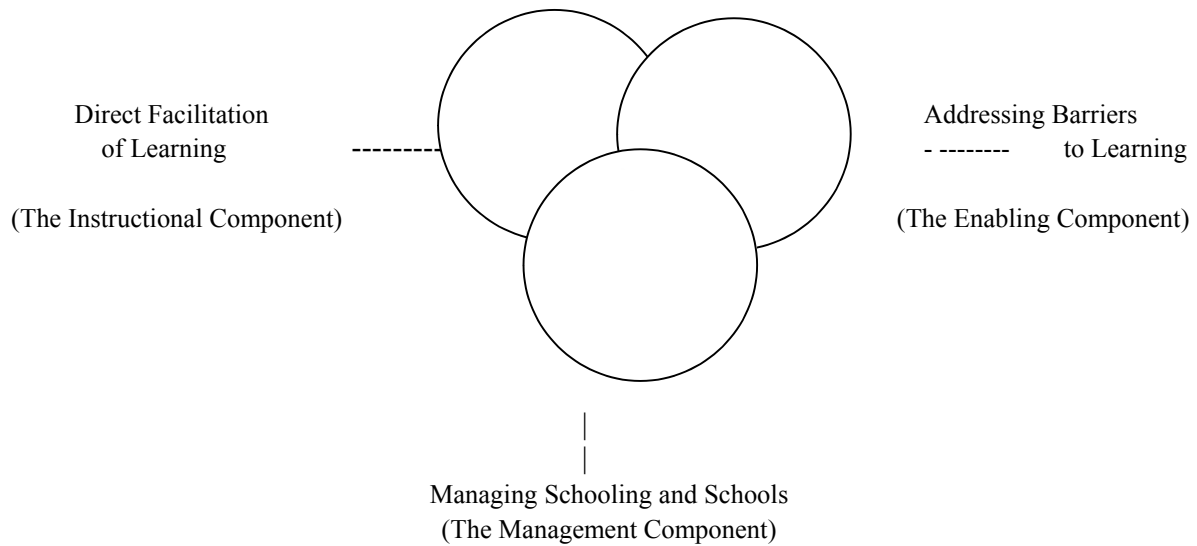 Direct Facilitation
of Learning
(The Instructional Component)
Addressing Barriers
to Learning
(The Enabling Component)
Managing Schooling and Schools
(The Management Component)